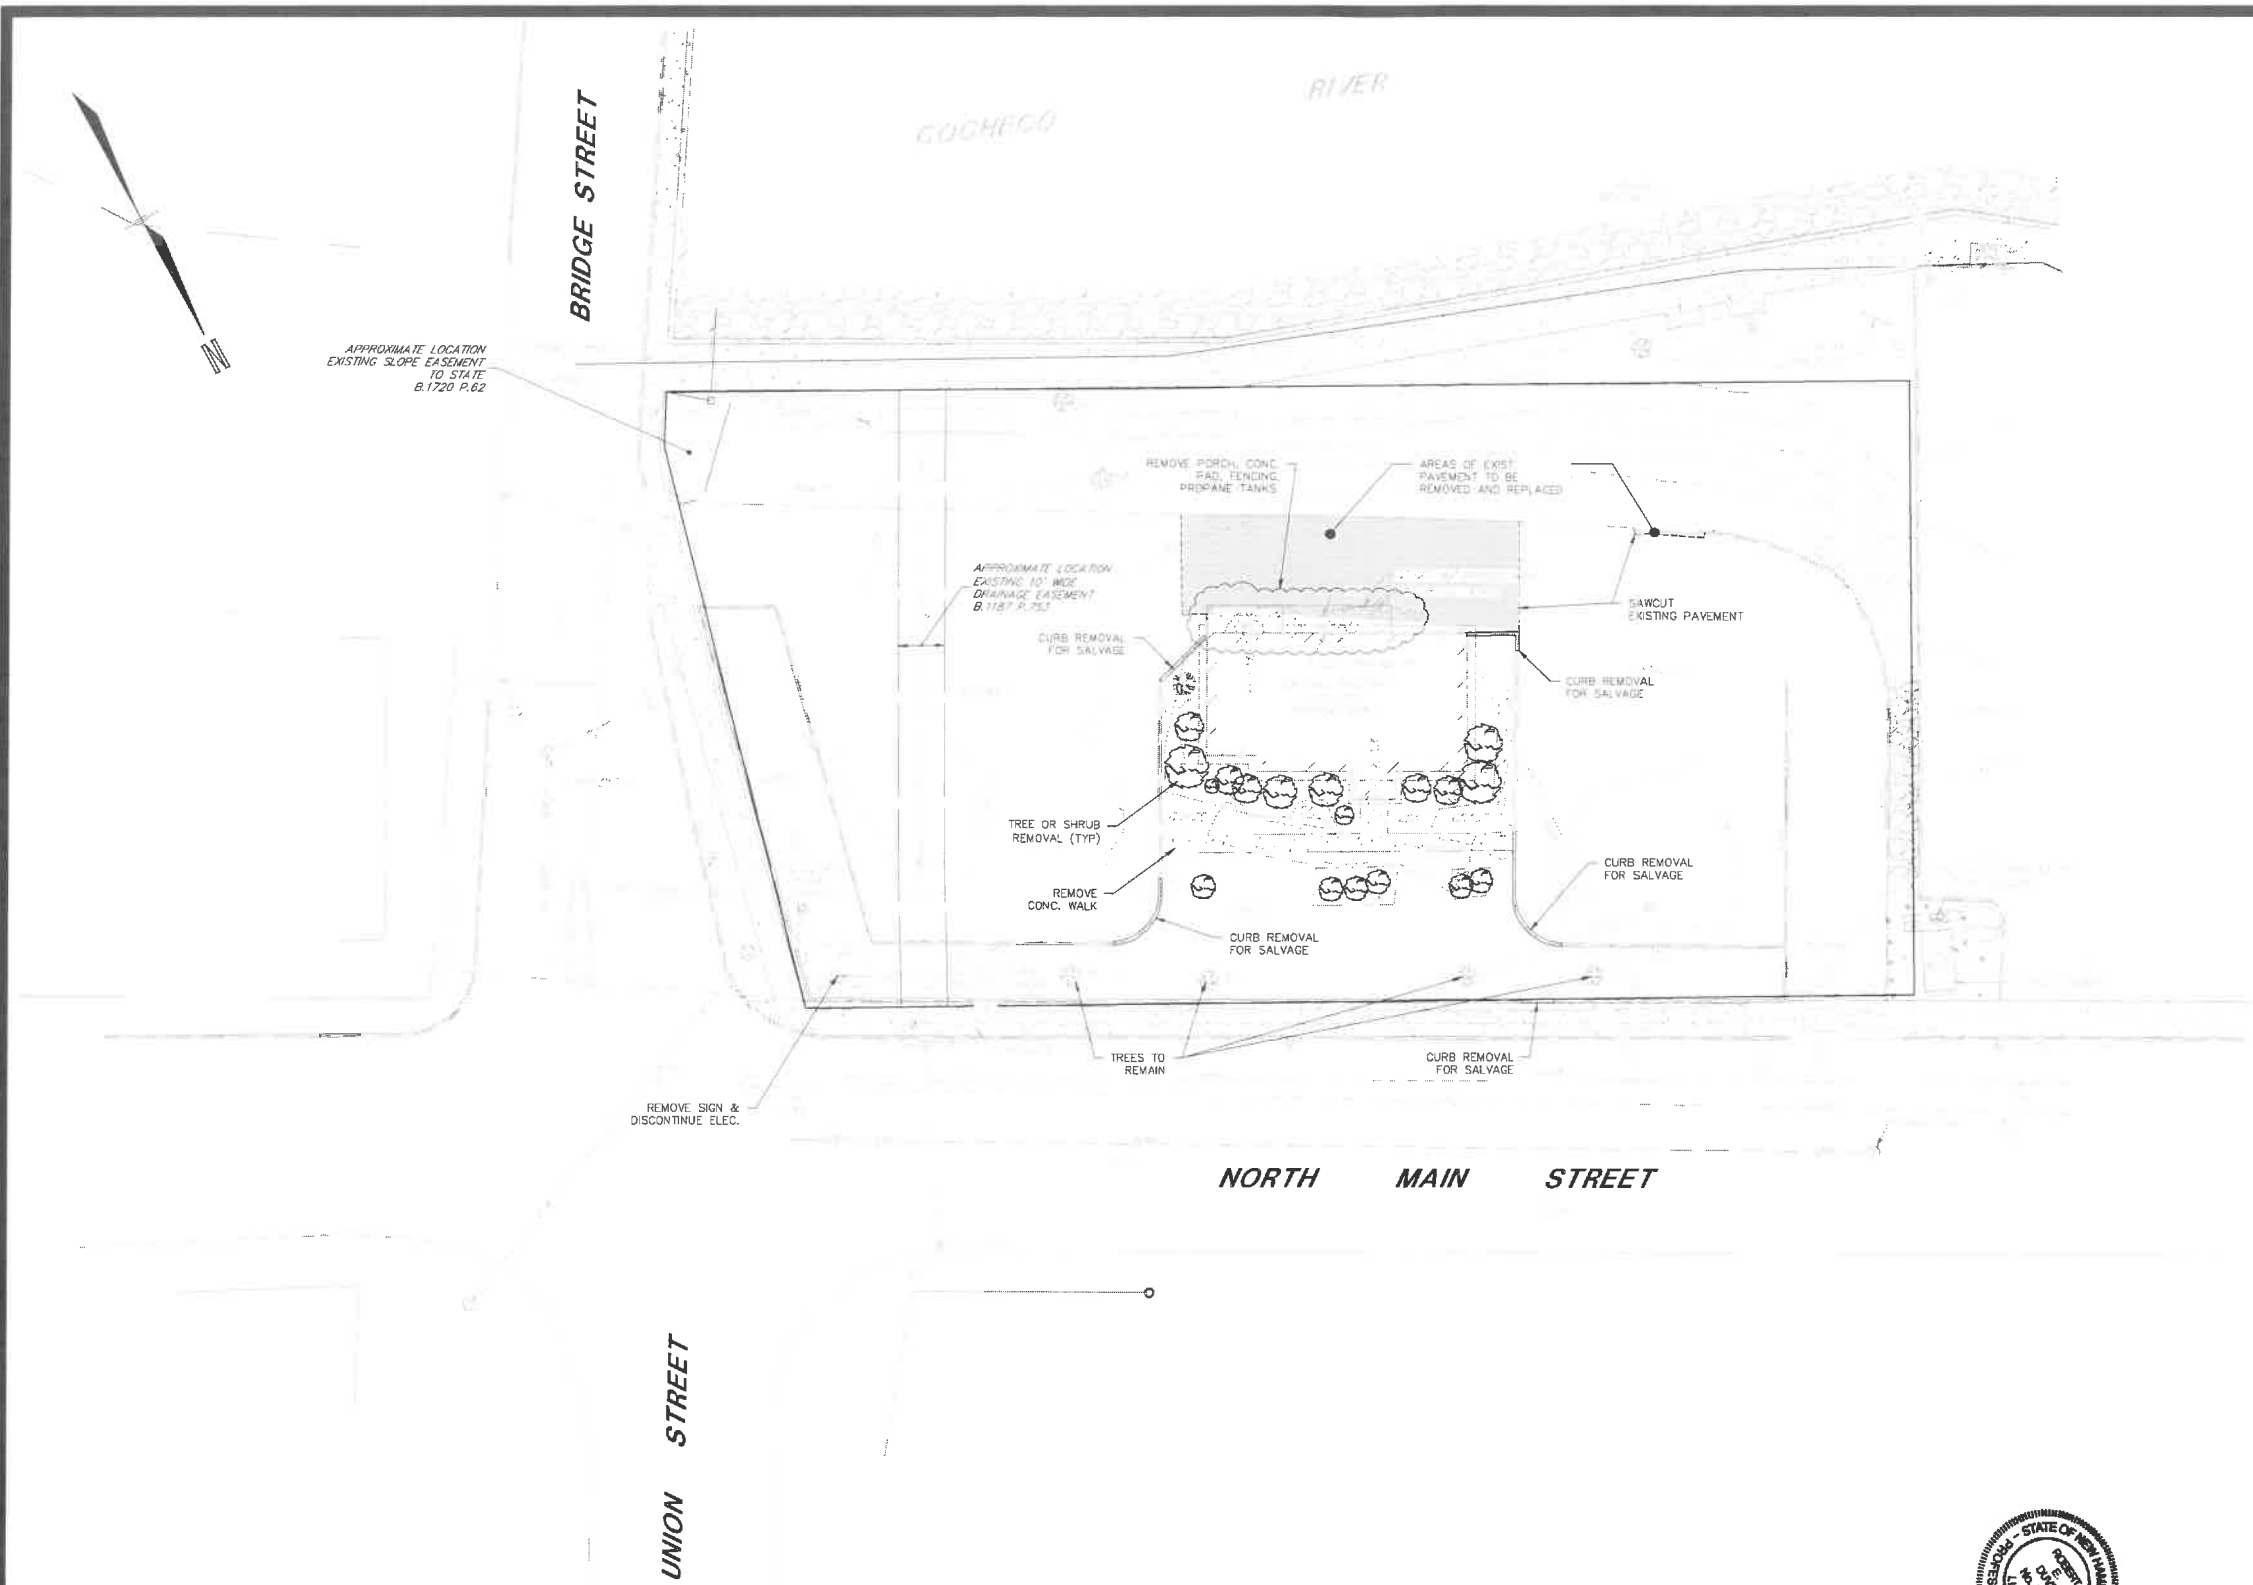 COCHECO
RIVER
BRIDGE STREET
N
APPROXIMATE LOCATION
EXISTING SLOPE EASEMENT
TO STATE
B.1720 P.62
REMOVE PORCH, CONC.
PAD, FENCING,
PROPANE TANKS
AREAS OF EXIST.
PAVEMENT TO BE
REMOVED AND REPLACED
APPROXIMATE LOCATION
EXISTING 10' WIDE
DRAINAGE EASEMENT
B.1187 P.753
SAWCUT
EXISTING PAVEMENT
CURB REMOVAL
FOR SALVAGE
CURB REMOVAL
FOR SALVAGE
TREE OR SHRUB
REMOVAL (TYP)
CURB REMOVAL
FOR SALVAGE
REMOVE
CONC. WALK
CURB REMOVAL
FOR SALVAGE
TREES TO
REMAIN
CURB REMOVAL
FOR SALVAGE
REMOVE SIGN &
DISCONTINUE ELEC.
NORTH MAIN STREET
UNION STREET
STATE OF NEW
ROBERT
E.